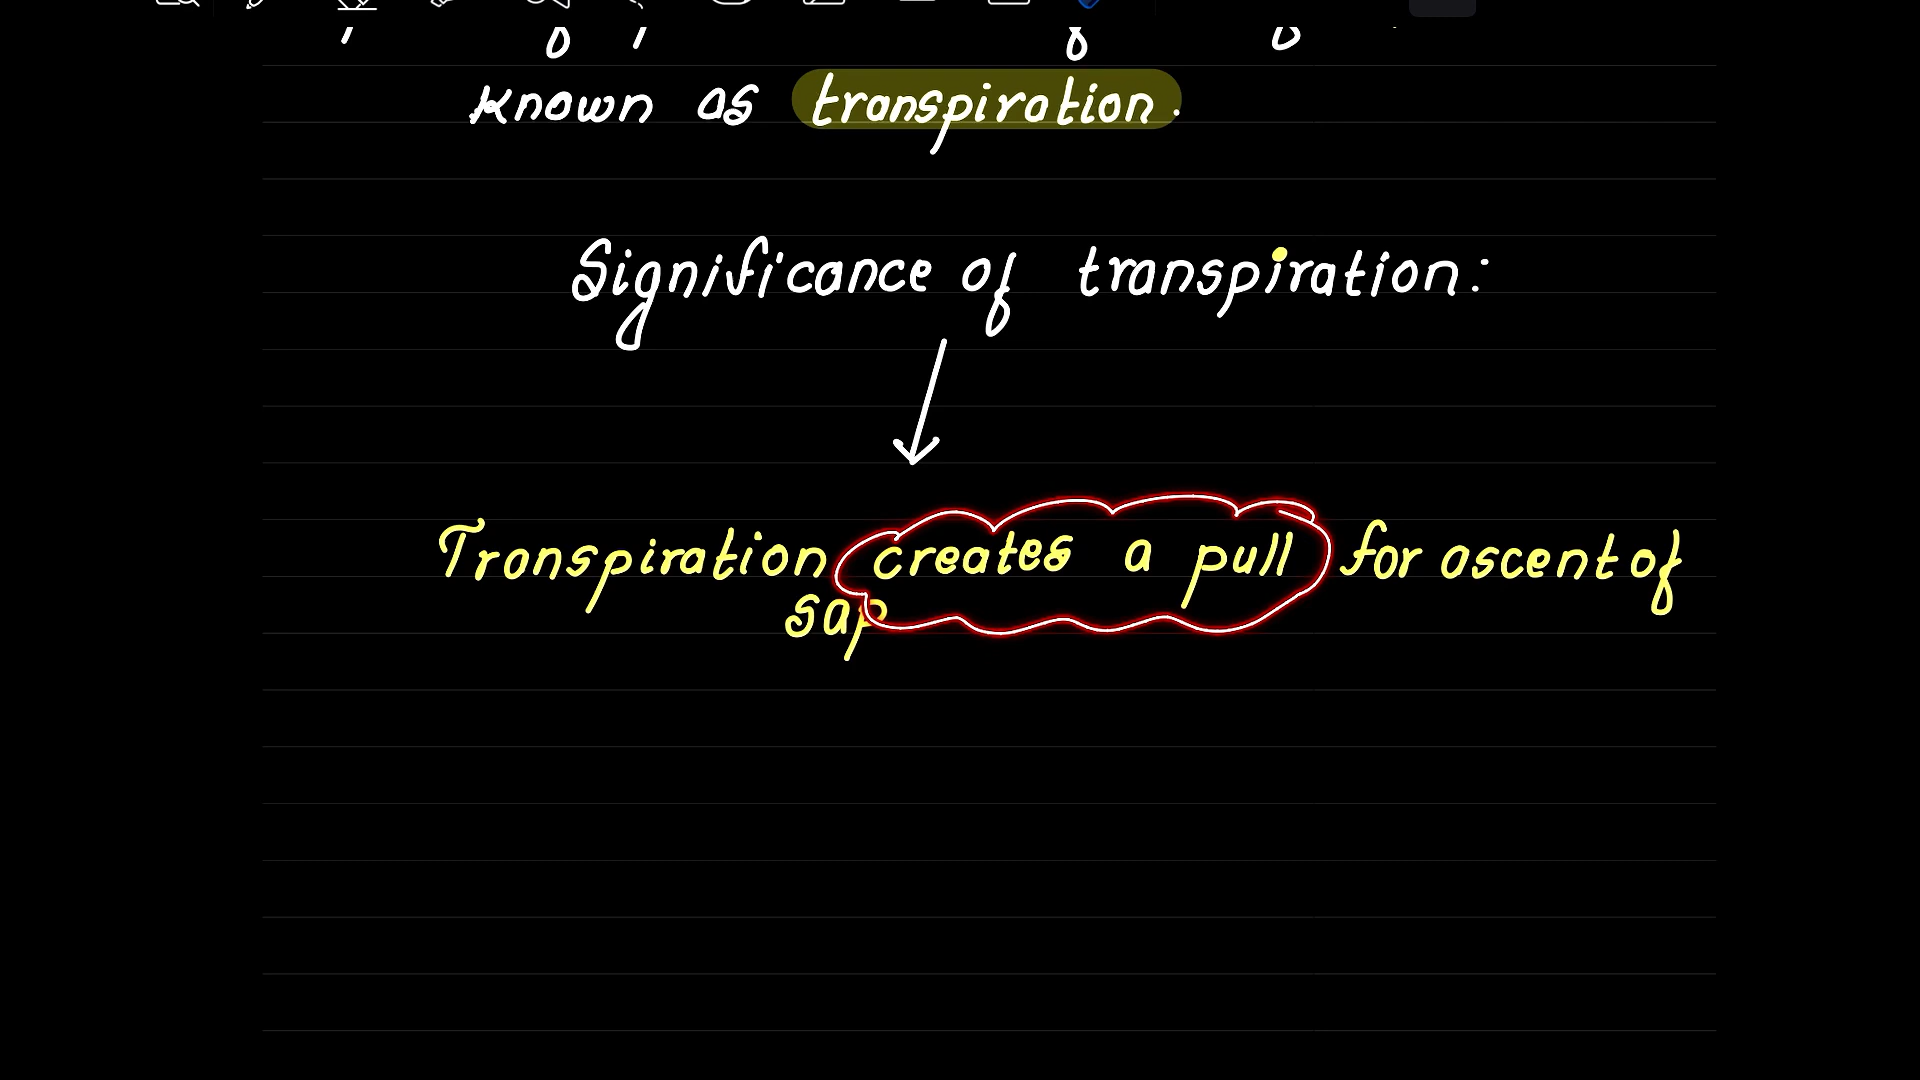 known as transpiration.
Significance of transpiration:
Transpiration creates a pull for ascent of
sap